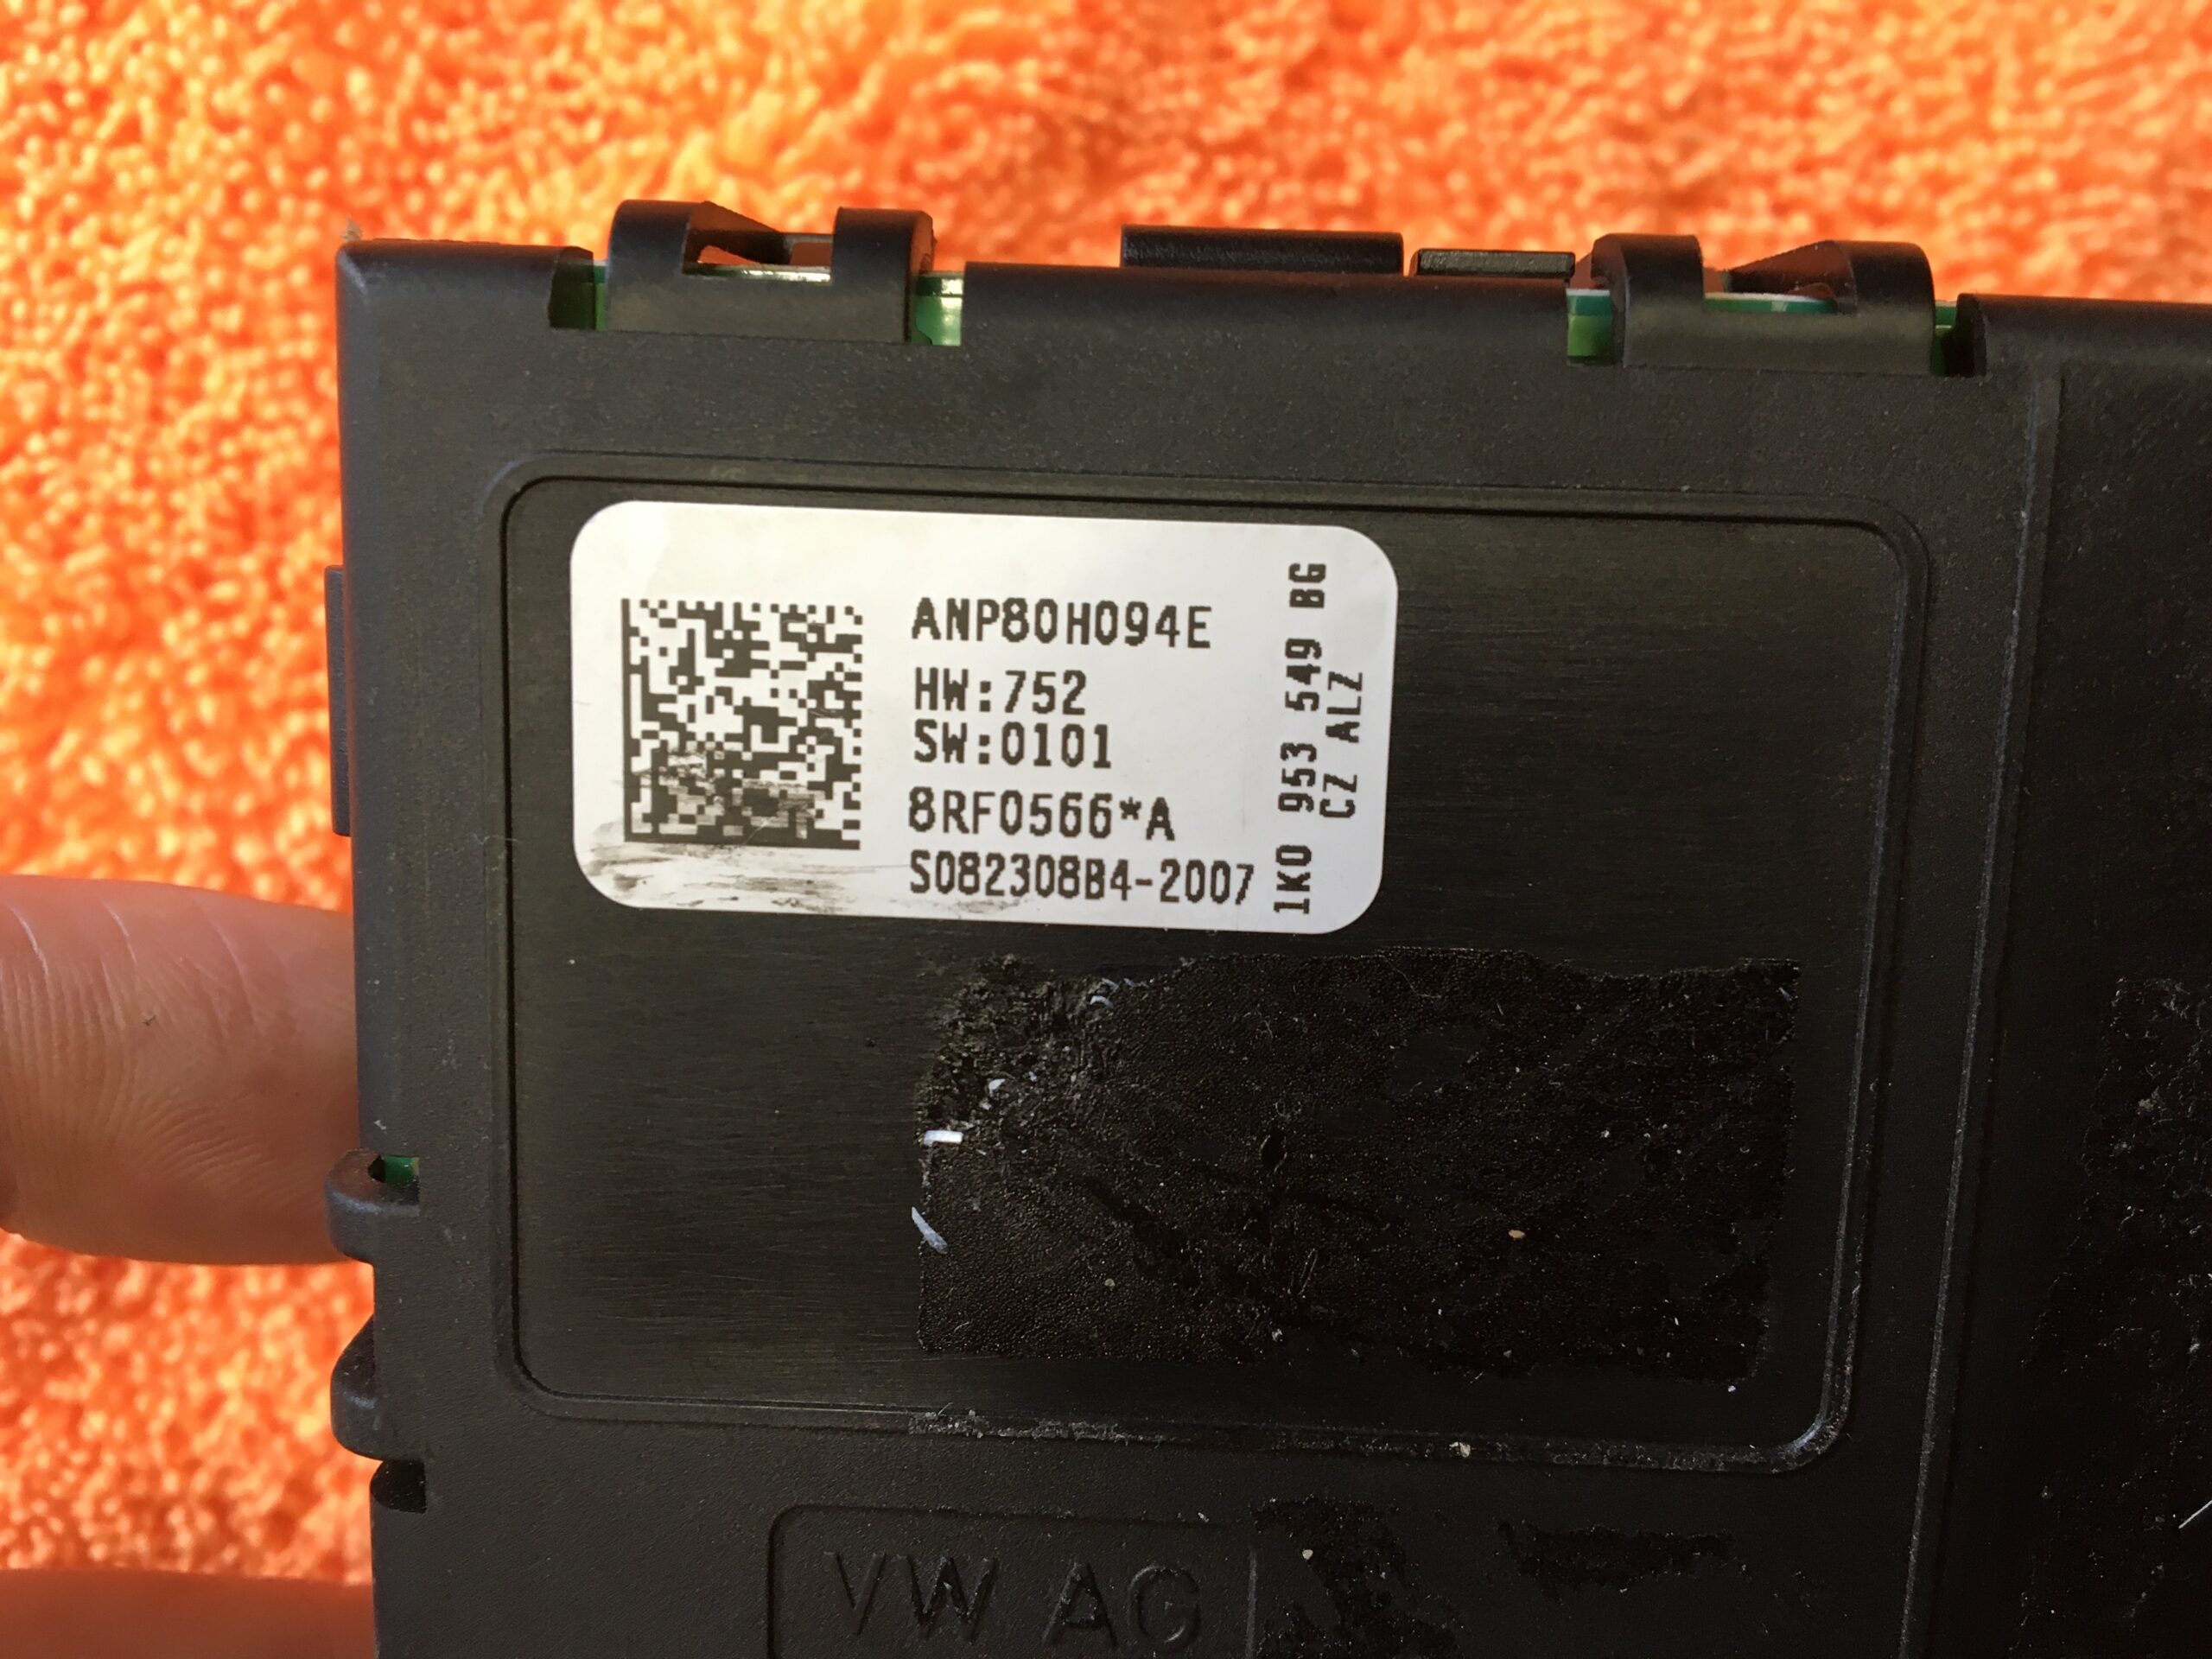 ANP80H094E
HW:752
SW:0101
8RF0566*A
S082308B4-2007
1K0 953 549 BG
CZ ALZ
VW AG